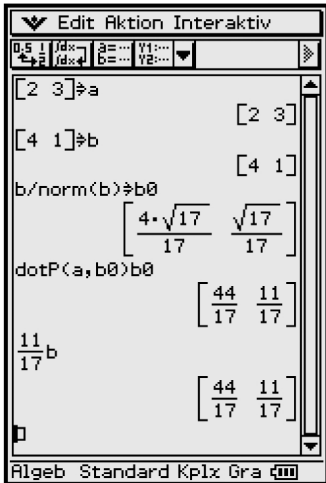 Edit Aktion Interaktiv
[2 3]⇒a
[2 3]
[4 1]⇒b
[4 1]
b/norm(b)⇒b0
[4·√17/17 √17/17]
dotP(a,b0)b0
[44/17 11/17]
11/17b
[44/17 11/17]
Algeb Standard Kplx Gra